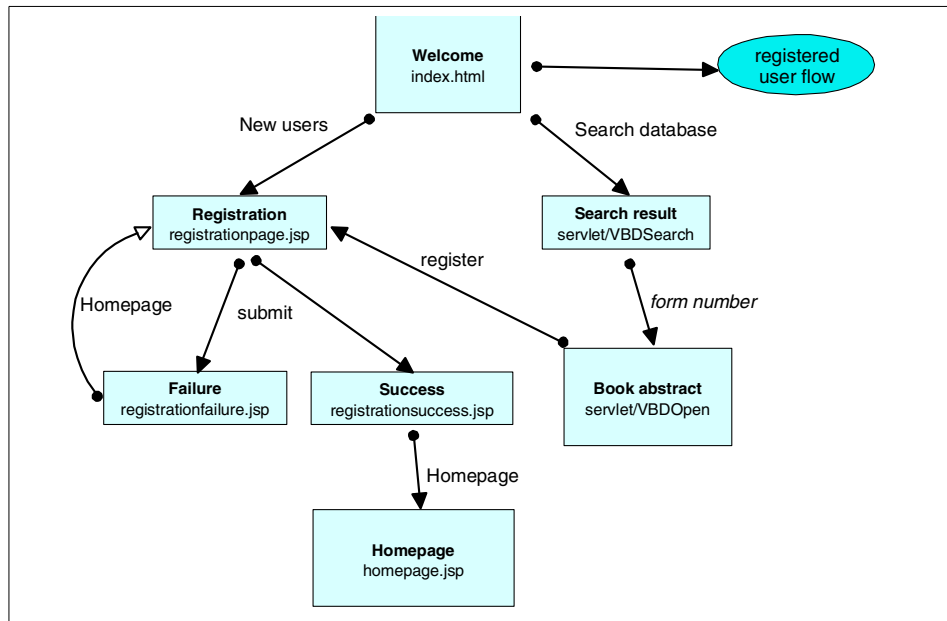 Welcome
index.html
registered
user flow
New users
Search database
Registration
registrationpage.jsp
Search result
servlet/VBDSearch
register
Homepage
submit
form number
Failure
registrationfailure.jsp
Success
registrationsuccess.jsp
Book abstract
servlet/VBDOpen
Homepage
Homepage
homepage.jsp